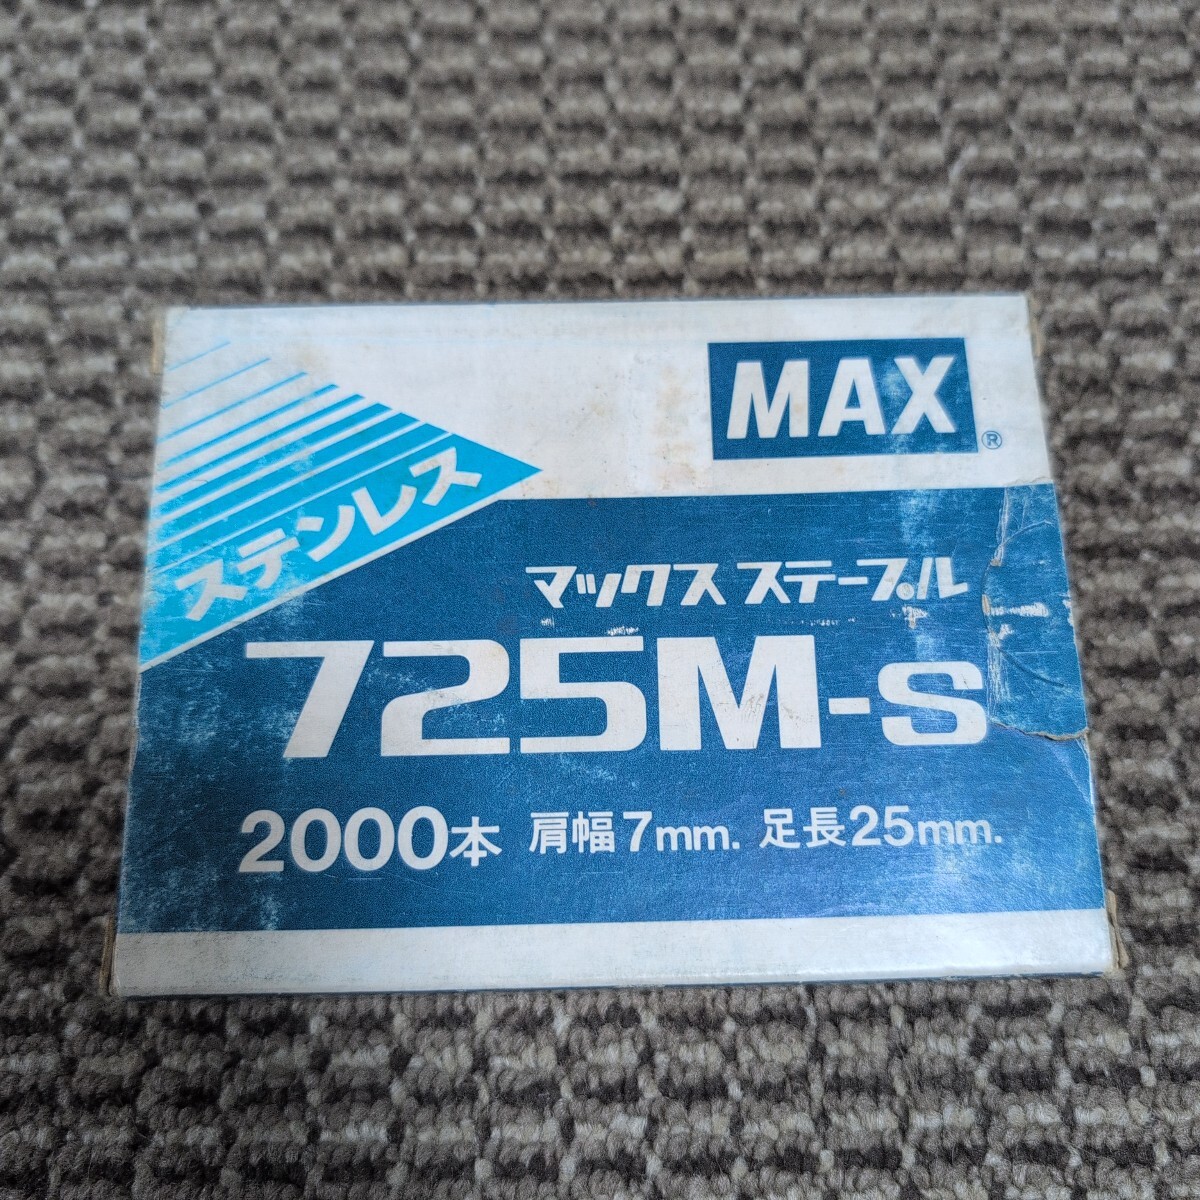 MAX®
ステンレス
マックス ステープル
725M-S
2000本 肩幅7mm. 足長25mm.